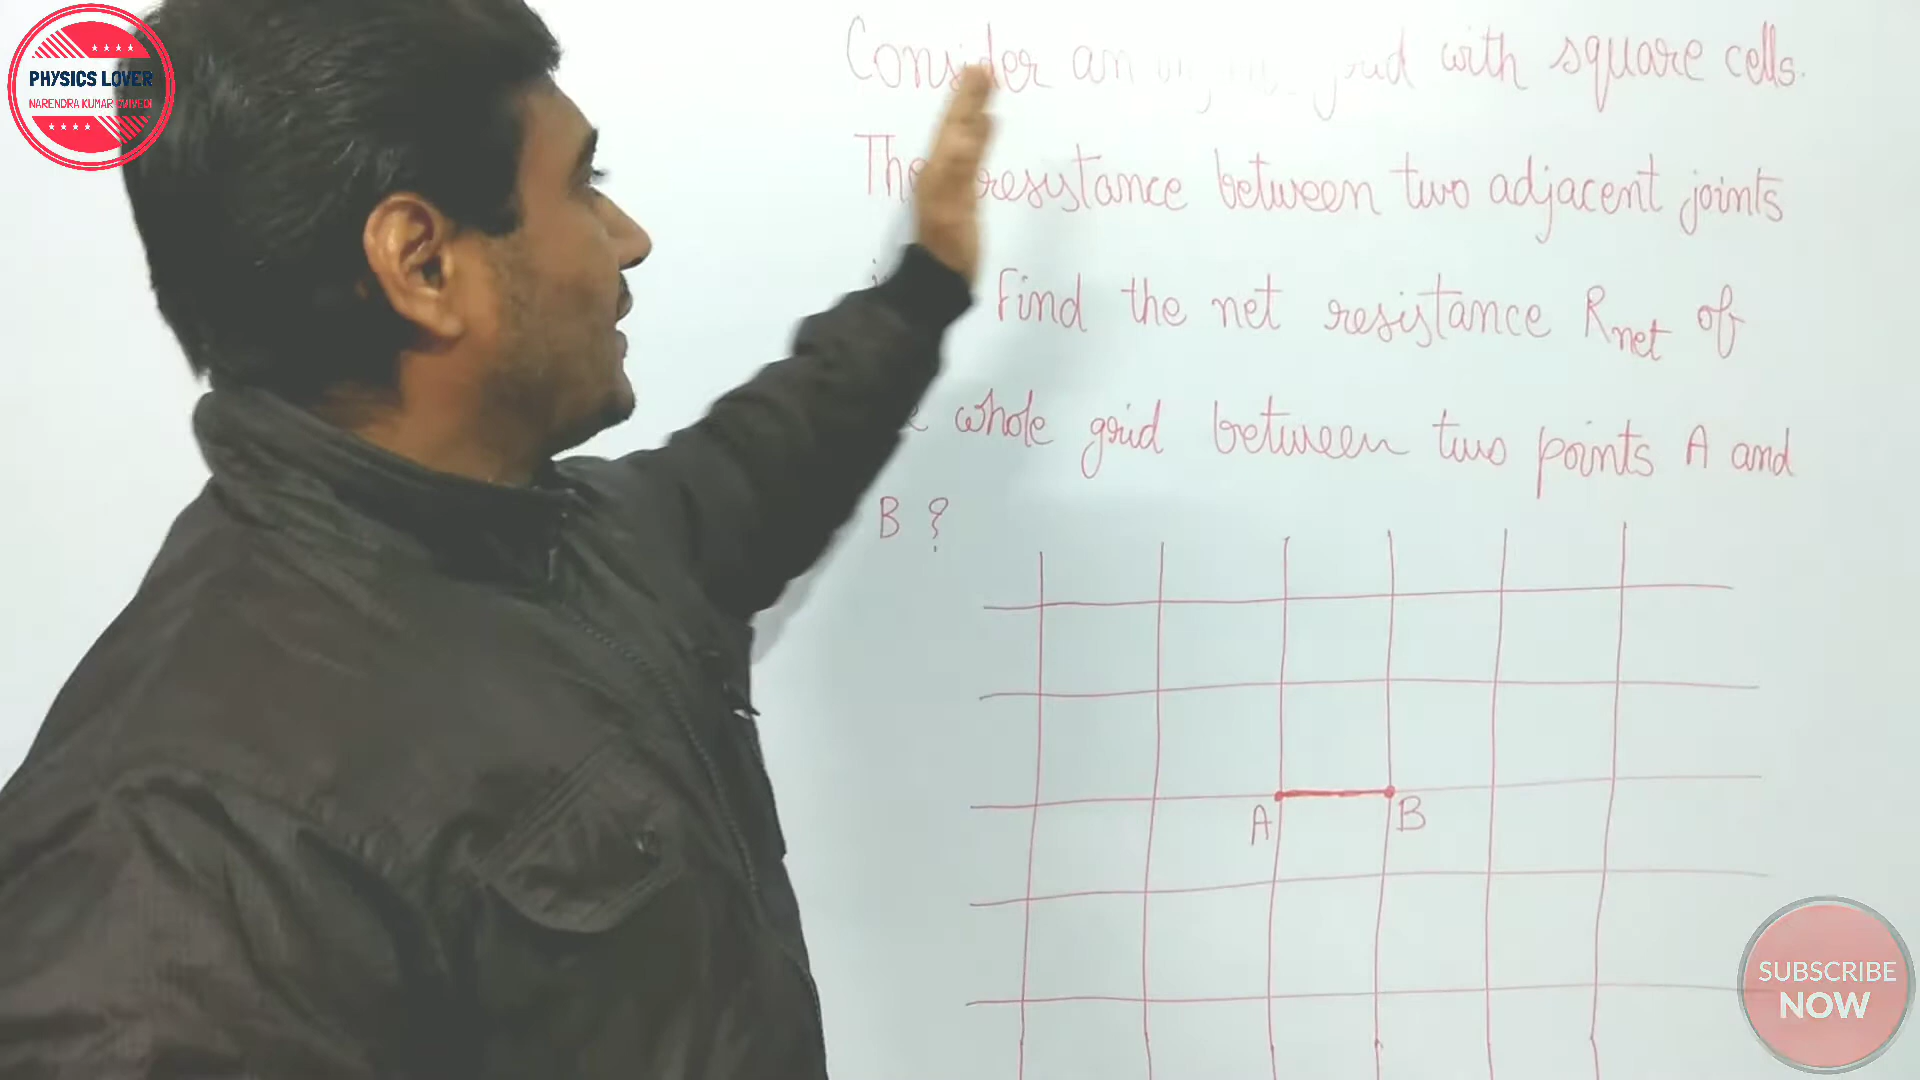 PHYSICS LOVER
NARENDRA KUMAR DVIVEDI
Consider an grid with square cells.
The resistance between two adjacent joints
Find the net resistance Rnet of
whole grid between two points A and
B ?
A
B
SUBSCRIBE
NOW